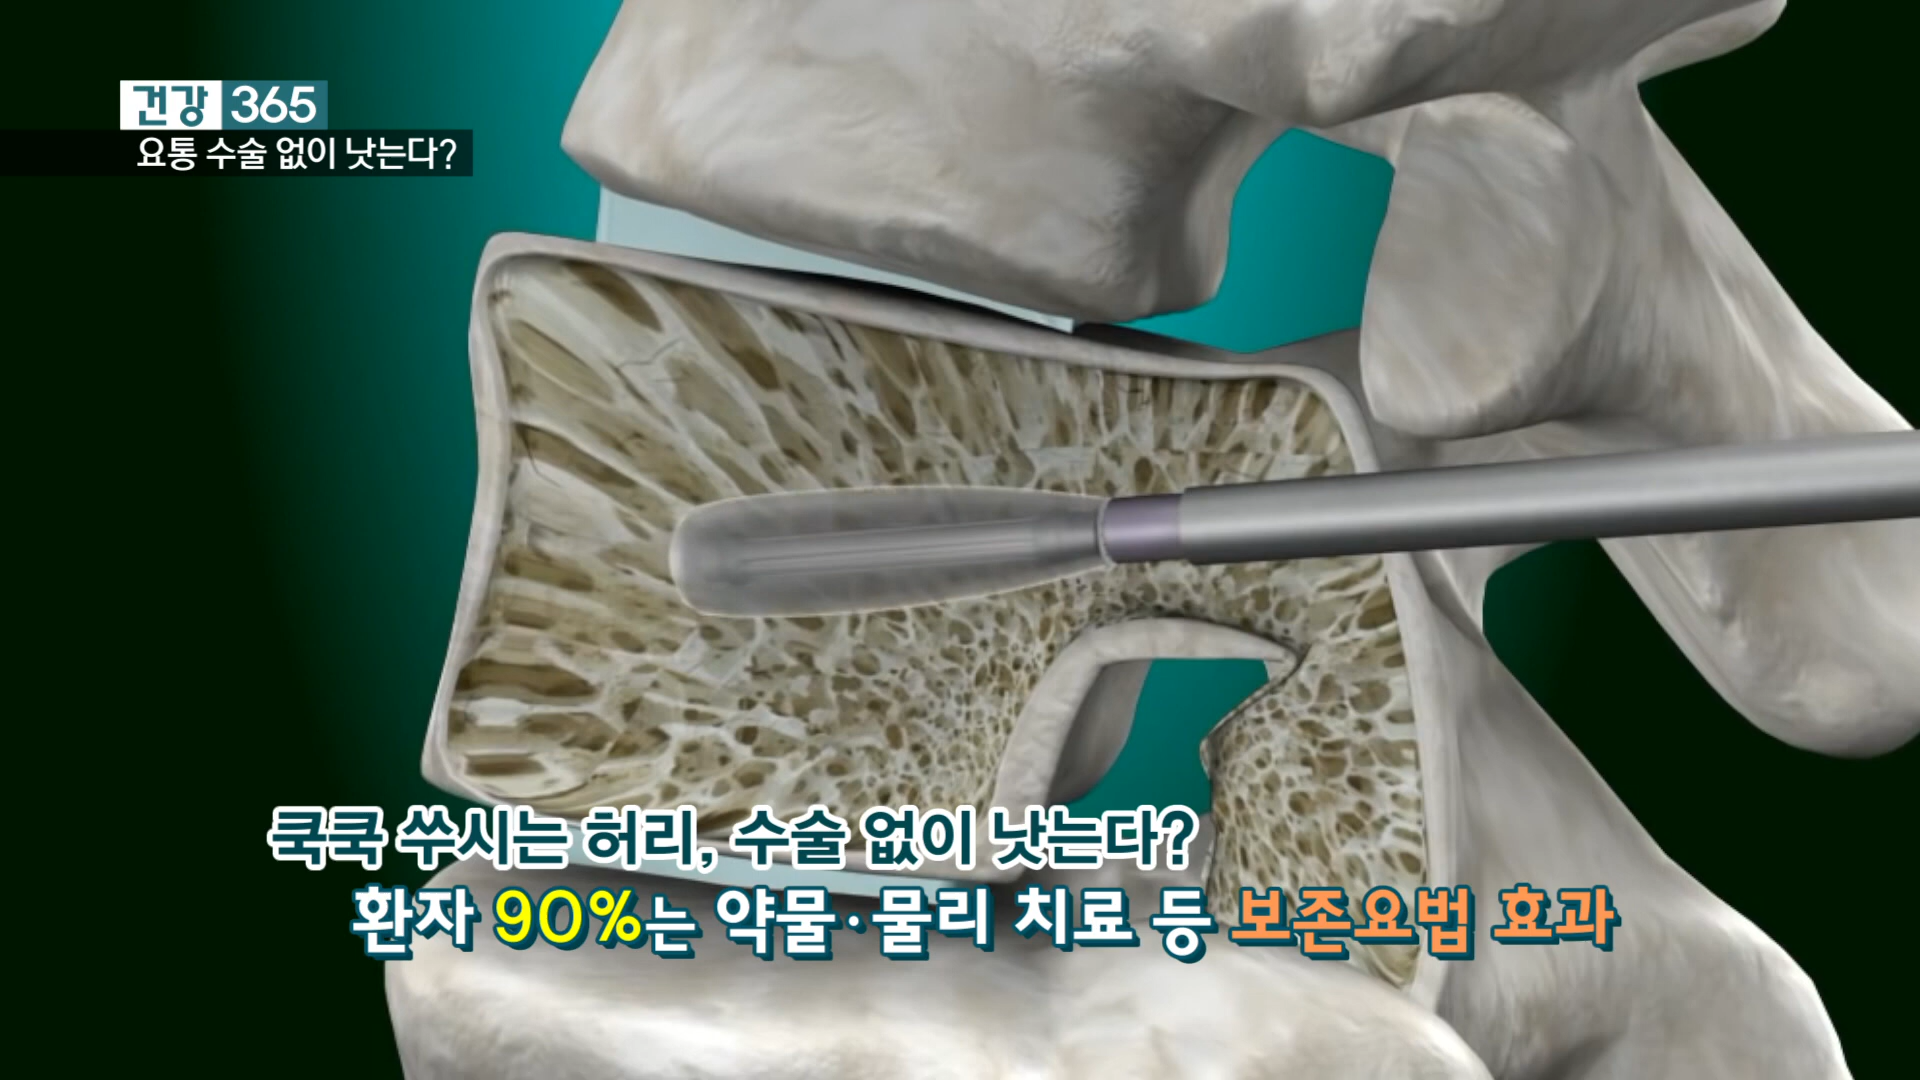 건강 365
요통 수술 없이 낫는다?
쿡쿡 쑤시는 허리, 수술 없이 낫는다?
환자 90%는 약물·물리 치료 등 보존요법 효과